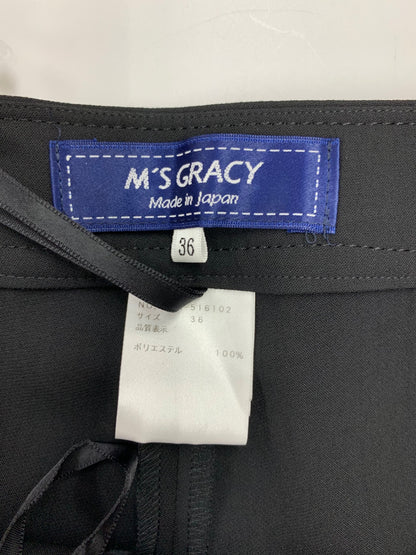 M'S GRACY
Made in Japan
36
516102
サイズ 36
品質表示
ポリエステル 100%